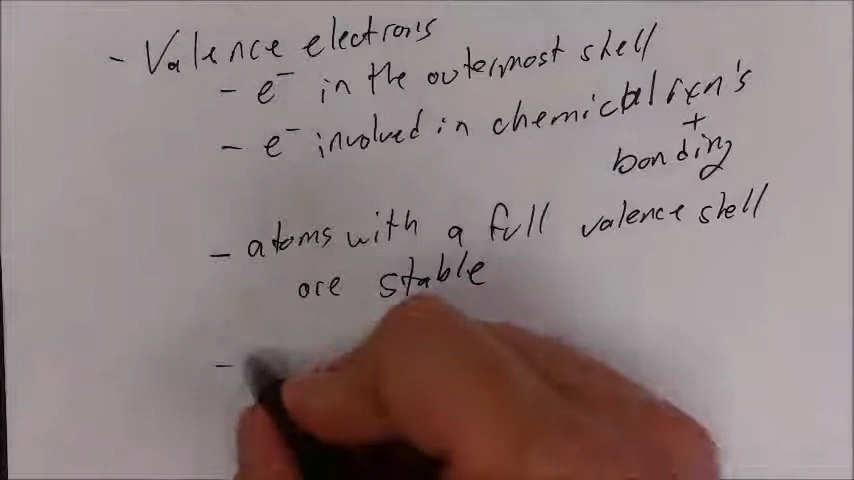 - Valence electrons
- e⁻ in the outermost shell
- e⁻ involved in chemical rxn's
+
bonding
- atoms with a full valence shell
are stable
-